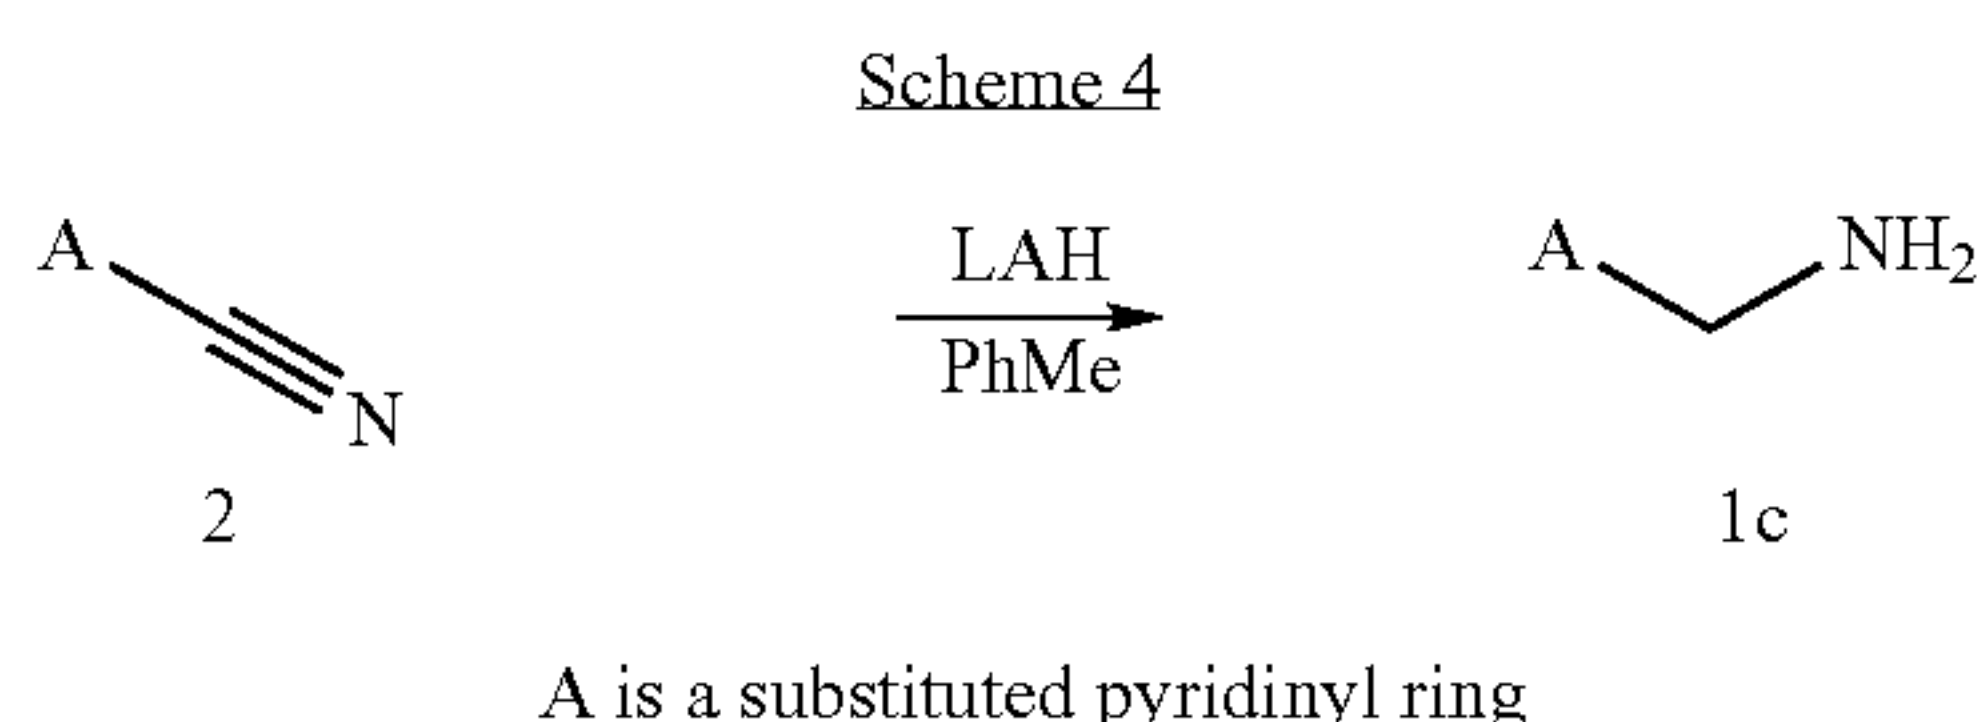 Scheme 4
A
N
2
LAH
PhMe
A
NH2
1c
A is a substituted pyridinyl ring